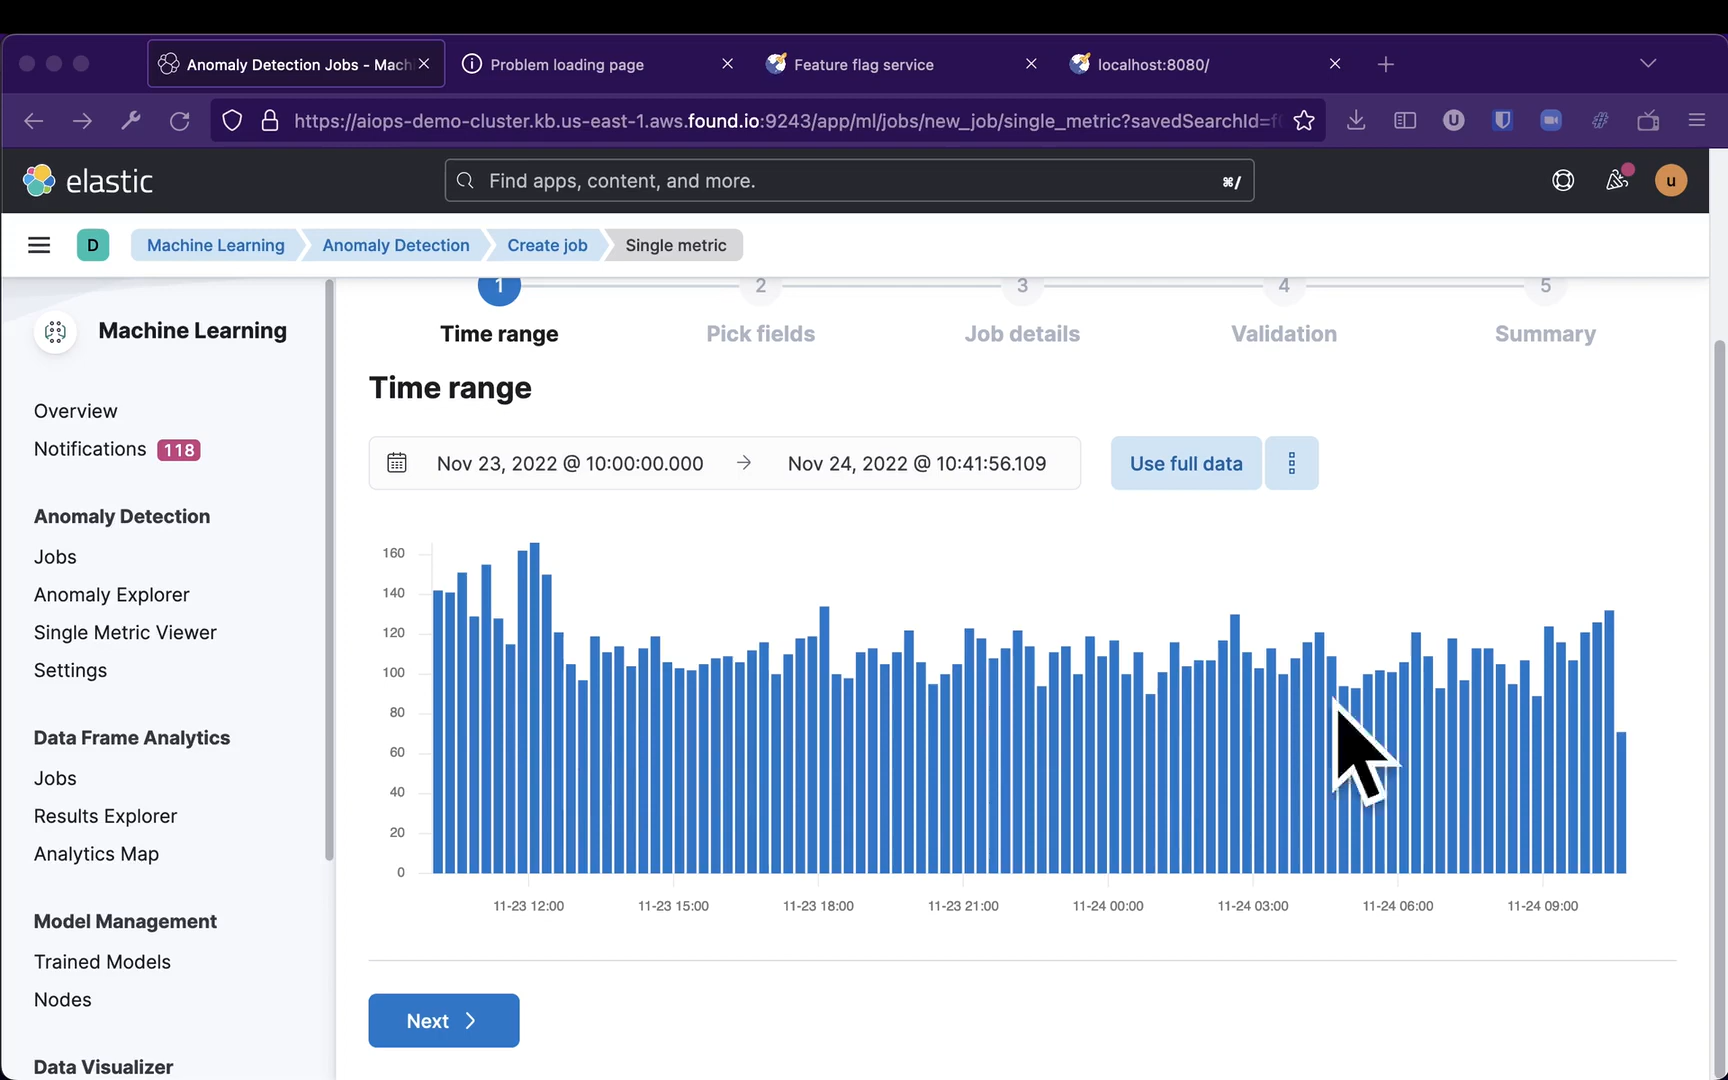 Anomaly Detection Jobs - Mach
Problem loading page
Feature flag service
localhost:8080/
https://aiops-demo-cluster.kb.us-east-1.aws.found.io:9243/app/ml/jobs/new_job/single_metric?savedSearchId=f
elastic
Find apps, content, and more.
⌘/
u
D
Machine Learning
Anomaly Detection
Create job
Single metric
Machine Learning
Overview
Notifications 118
Anomaly Detection
Jobs
Anomaly Explorer
Single Metric Viewer
Settings
Data Frame Analytics
Jobs
Results Explorer
Analytics Map
Model Management
Trained Models
Nodes
Data Visualizer
1 2 3 4 5
Time range Pick fields Job details Validation Summary
Time range
Nov 23, 2022 @ 10:00:00.000 → Nov 24, 2022 @ 10:41:56.109
Use full data
160
140
120
100
80
60
40
20
0
11-23 12:00 11-23 15:00 11-23 18:00 11-23 21:00 11-24 00:00 11-24 03:00 11-24 06:00 11-24 09:00
Next